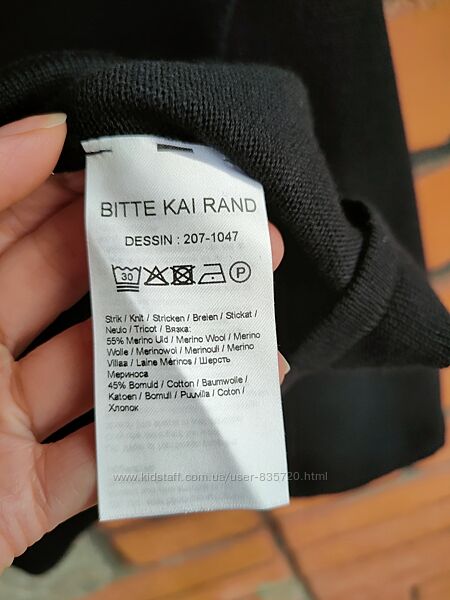 BITTE KAI RAND
DESSIN : 207-1047
30 P
Strik / Knit / Stricken / Breien / Stickat /
Neulo / Tricot / Вязка:
55% Merino Uld / Merino Wool / Merino
Wolle / Merinowol / Merinoull / Merino
Villaa / Laine Mérinos / Шерсть
Мериноса
45% Bomuld / Cotton / Baumwolle /
Katoen / Bomull / Puuvilla / Coton /
Хлопок
www.kidstaff.com.ua/user-835720.html